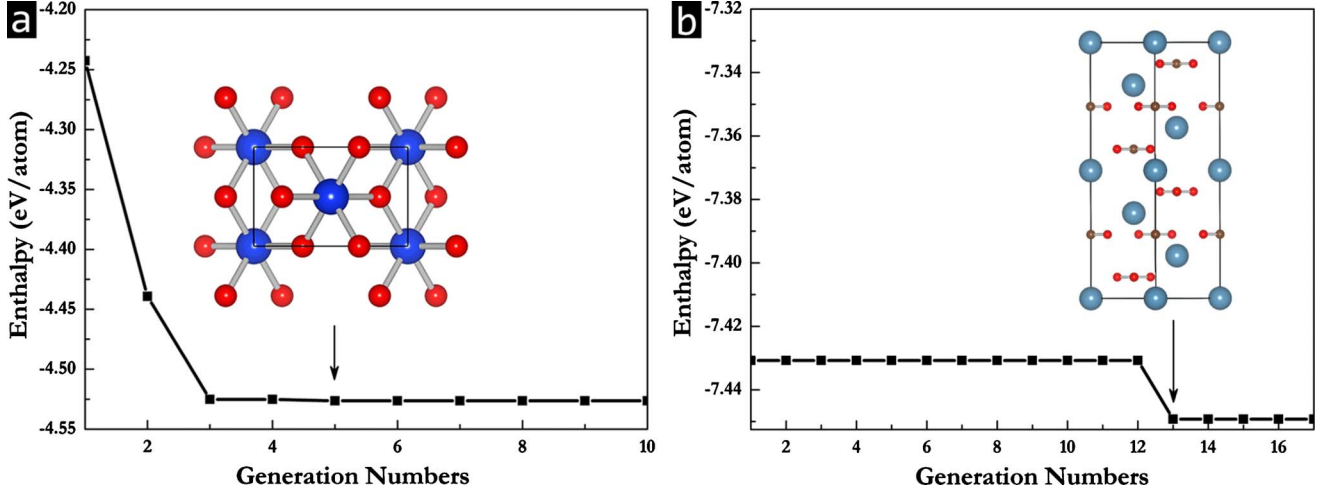 a
-4.20
-4.25
-4.30
-4.35
-4.40
-4.45
-4.50
-4.55
Enthalpy (eV/atom)
2 4 6 8 10
Generation Numbers
b
-7.32
-7.34
-7.36
-7.38
-7.40
-7.42
-7.44
Enthalpy (eV/atom)
2 4 6 8 10 12 14 16
Generation Numbers